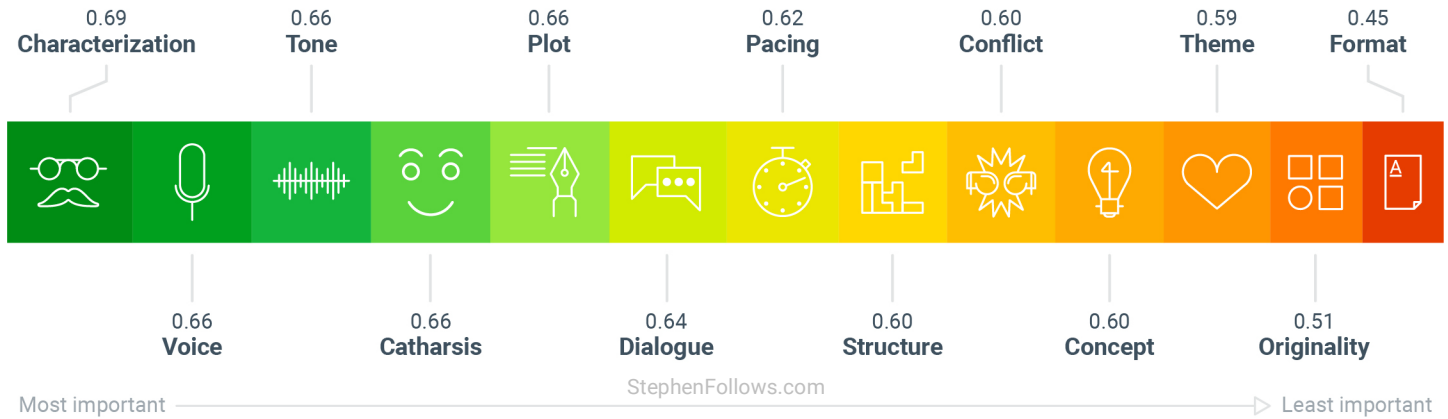 0.69
Characterization
0.66
Tone
0.66
Plot
0.62
Pacing
0.60
Conflict
0.59
Theme
0.45
Format
A
0.66
Voice
0.66
Catharsis
0.64
Dialogue
0.60
Structure
0.60
Concept
0.51
Originality
StephenFollows.com
Most important
Least important